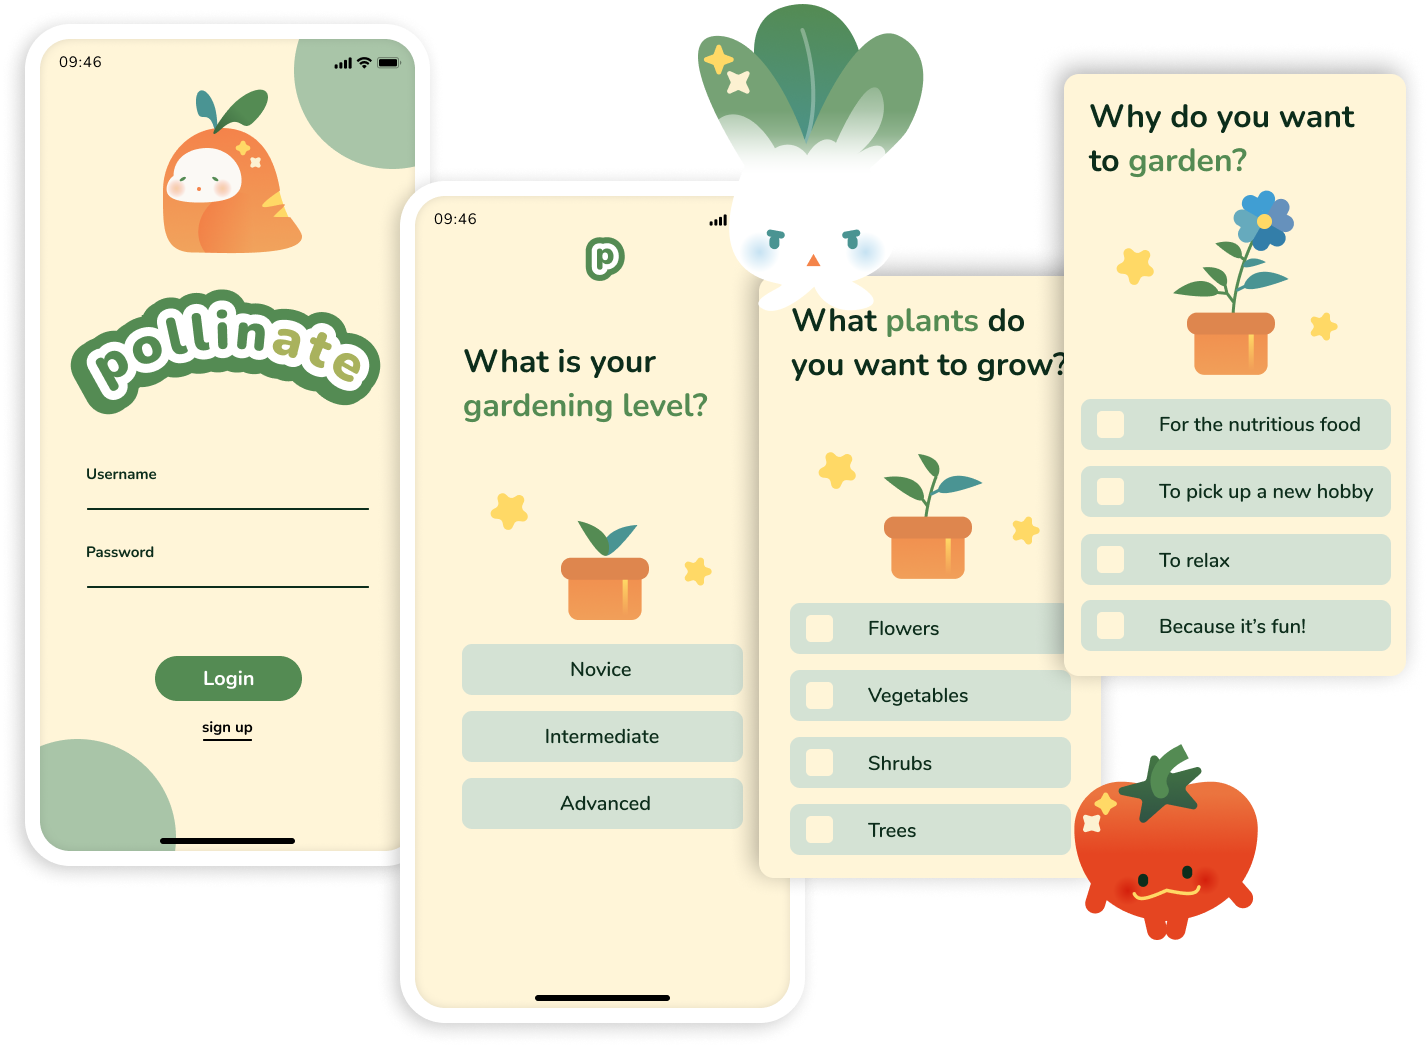 09:46
pollinate
Username
Password
Login
sign up
09:46
p
What is your
gardening level?
Novice
Intermediate
Advanced
What plants do
you want to grow?
Flowers
Vegetables
Shrubs
Trees
Why do you want
to garden?
For the nutritious food
To pick up a new hobby
To relax
Because it’s fun!